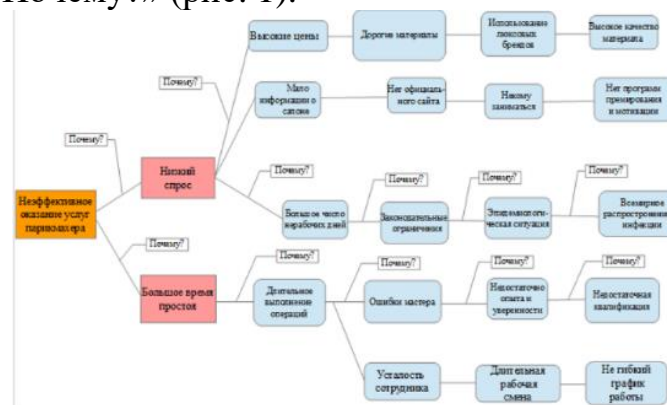 Почему?» (рис. 1).
Высокие цены
Дорогие материалы
Использование
люксовых
брендов
Высокое качество
материала
Почему?
Мало
информации о
салоне
Нет официаль-
ного сайта
Некому
заниматься
Нет программ
премирования
и мотивации
Почему?
Низкий
спрос
Почему?
Почему?
Почему?
Почему?
Неэффективное
оказание услуг
парикмахера
Большое число
нерабочих дней
Законодательные
ограничения
Эпидемиологи-
ческая ситуация
Всемирное
распространение
инфекции
Почему?
Почему?
Почему?
Почему?
Почему?
Большое время
простоя
Длительное
выполнение
операций
Ошибки мастера
Недостаточно
опыта и
уверенности
Недостаточная
квалификация
Усталость
сотрудника
Длительная
рабочая
смена
Не гибкий
график
работы